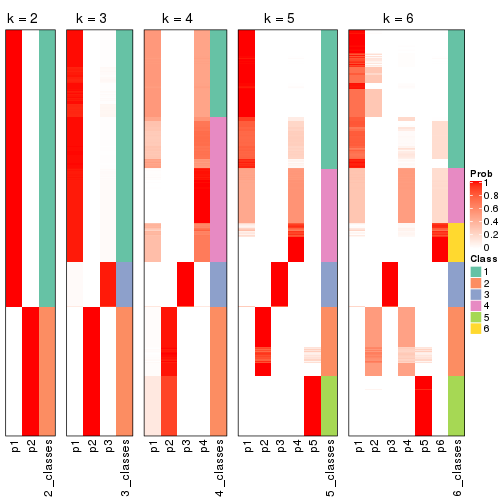 k = 2
k = 3
k = 4
k = 5
k = 6
Prob
1
0.8
0.6
0.4
0.2
0
Class
1
2
3
4
5
6
p1
p2
2_classes
p1
p2
p3
3_classes
p1
p2
p3
p4
4_classes
p1
p2
p3
p4
p5
5_classes
p1
p2
p3
p4
p5
p6
6_classes